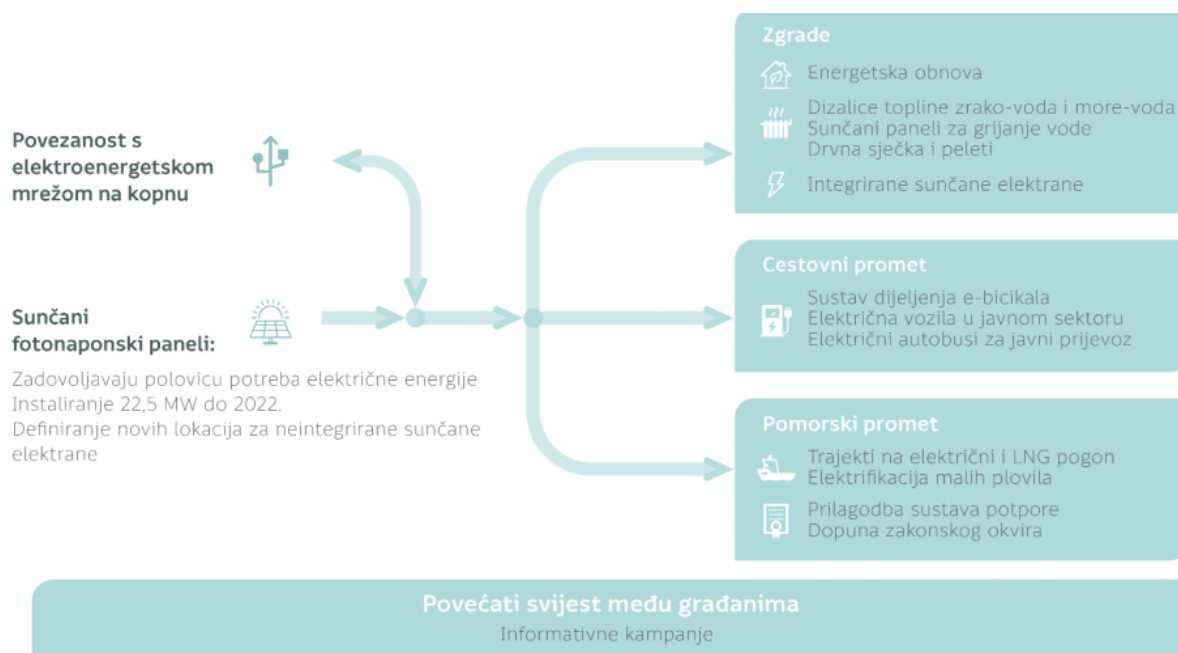 Povezanost s
elektroenergetskom
mrežom na kopnu
Sunčani
fotonaponski paneli:
Zadovoljavaju polovicu potreba električne energije
Instaliranje 22,5 MW do 2022.
Definiranje novih lokacija za neintegrirane sunčane
elektrane
Zgrade
Energetska obnova
Dizalice topline zrako-voda i more-voda
Sunčani paneli za grijanje vode
Drvna sječka i peleti
Integrirane sunčane elektrane
Cestovni promet
Sustav dijeljenja e-bicikala
Električna vozila u javnom sektoru
Električni autobusi za javni prijevoz
Pomorski promet
Trajekti na električni i LNG pogon
Elektrifikacija malih plovila
Prilagodba sustava potpore
Dopuna zakonskog okvira
Povećati svijest među građanima
Informativne kampanje